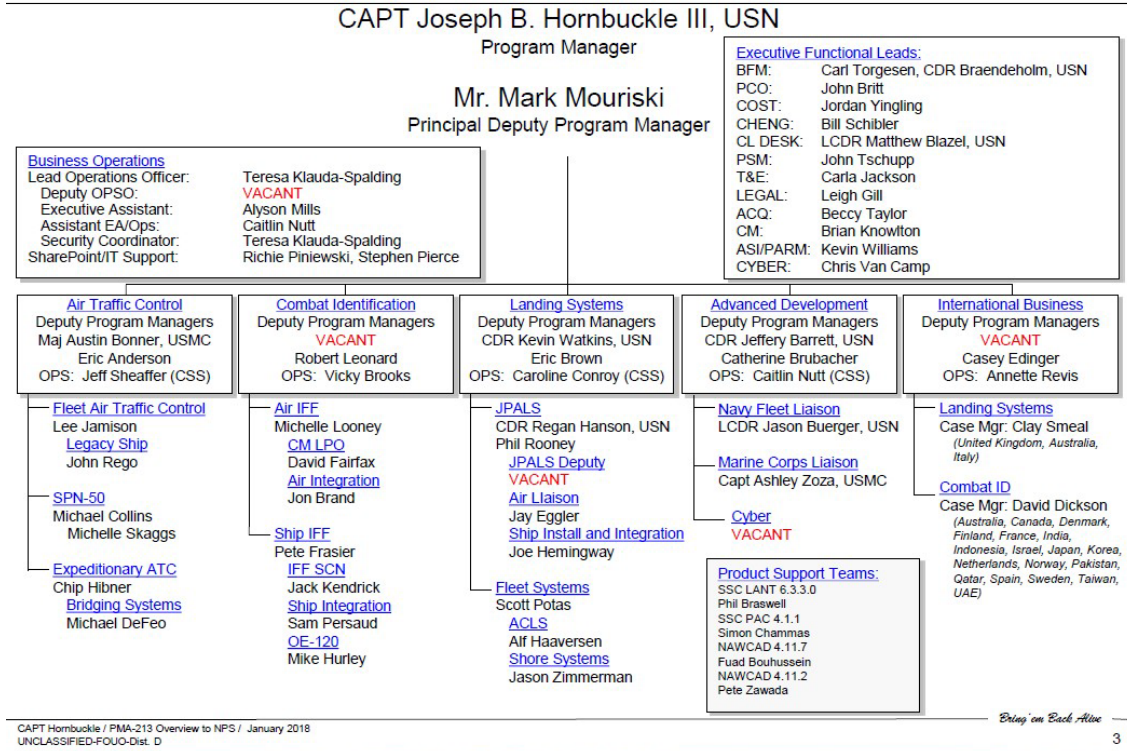 CAPT Joseph B. Hornbuckle III, USN
Program Manager
Mr. Mark Mouriski
Principal Deputy Program Manager
Executive Functional Leads:
BFM: Carl Torgesen, CDR Braendeholm, USN
PCO: John Britt
COST: Jordan Yingling
CHENG: Bill Schibler
CL DESK: LCDR Matthew Blazel, USN
PSM: John Tschupp
T&E: Carla Jackson
LEGAL: Leigh Gill
ACQ: Beccy Taylor
CM: Brian Knowlton
ASI/PARM: Kevin Williams
CYBER: Chris Van Camp
Business Operations
Lead Operations Officer: Teresa Klauda-Spalding
Deputy OPSO: VACANT
Executive Assistant: Alyson Mills
Assistant EA/Ops: Caitlin Nutt
Security Coordinator: Teresa Klauda-Spalding
SharePoint/IT Support: Richie Piniewski, Stephen Pierce
Air Traffic Control
Deputy Program Managers
Maj Austin Bonner, USMC
Eric Anderson
OPS: Jeff Sheaffer (CSS)
Fleet Air Traffic Control
Lee Jamison
Legacy Ship
John Rego
SPN-50
Michael Collins
Michelle Skaggs
Expeditionary ATC
Chip Hibner
Bridging Systems
Michael DeFeo
Combat Identification
Deputy Program Managers
VACANT
Robert Leonard
OPS: Vicky Brooks
Air IFF
Michelle Looney
CM LPO
David Fairfax
Air Integration
Jon Brand
Ship IFF
Pete Frasier
IFF SCN
Jack Kendrick
Ship Integration
Sam Persaud
OE-120
Mike Hurley
Landing Systems
Deputy Program Managers
CDR Kevin Watkins, USN
Eric Brown
OPS: Caroline Conroy (CSS)
JPALS
CDR Regan Hanson, USN
Phil Rooney
JPALS Deputy
VACANT
Air LIaison
Jay Eggler
Ship Install and Integration
Joe Hemingway
Fleet Systems
Scott Potas
ACLS
Alf Haaversen
Shore Systems
Jason Zimmerman
Advanced Development
Deputy Program Managers
CDR Jeffery Barrett, USN
Catherine Brubacher
OPS: Caitlin Nutt (CSS)
Navy Fleet Liaison
LCDR Jason Buerger, USN
Marine Corps Liaison
Capt Ashley Zoza, USMC
Cyber
VACANT
Product Support Teams:
SSC LANT 6.3.3.0
Phil Braswell
SSC PAC 4.1.1
Simon Chammas
NAWCAD 4.11.7
Fuad Bouhussein
NAWCAD 4.11.2
Pete Zawada
International Business
Deputy Program Managers
VACANT
Casey Edinger
OPS: Annette Revis
Landing Systems
Case Mgr: Clay Smeal
(United Kingdom, Australia,
Italy)
Combat ID
Case Mgr: David Dickson
(Australia, Canada, Denmark,
Finland, France, India,
Indonesia, Israel, Japan, Korea,
Netherlands, Norway, Pakistan,
Qatar, Spain, Sweden, Taiwan,
UAE)
CAPT Hornbuckle / PMA-213 Overview to NPS / January 2018
UNCLASSIFIED-FOUO-Dist. D
Bring'em Back Alive
3